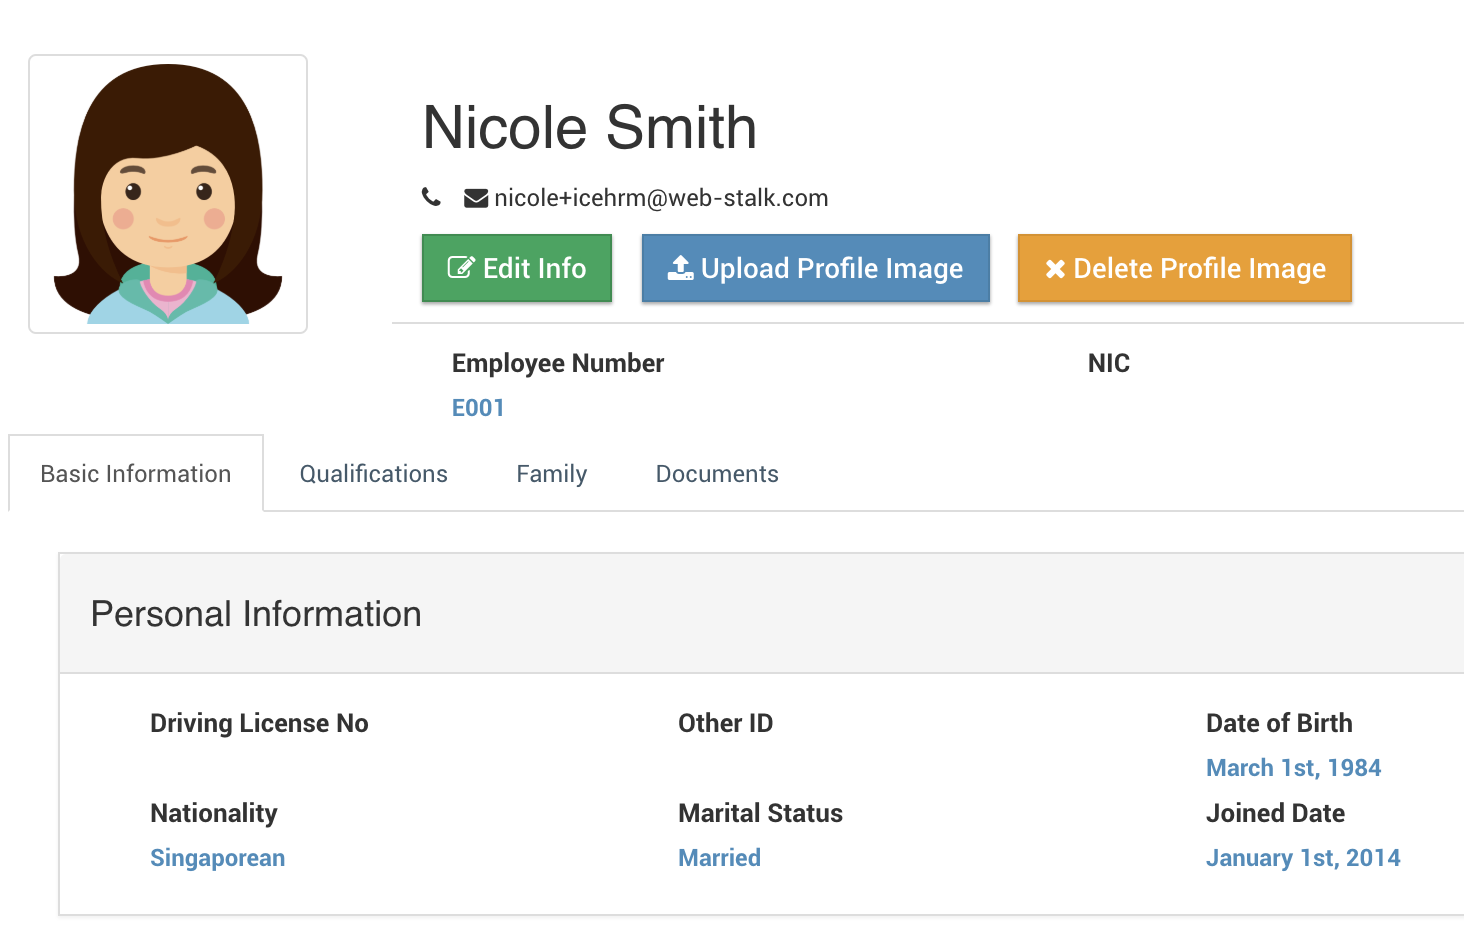 Nicole Smith
nicole+icehrm@web-stalk.com
Edit Info Upload Profile Image Delete Profile Image
Employee Number NIC
E001
Basic Information Qualifications Family Documents
Personal Information
Driving License No Other ID Date of Birth
March 1st, 1984
Nationality Marital Status Joined Date
Singaporean Married January 1st, 2014